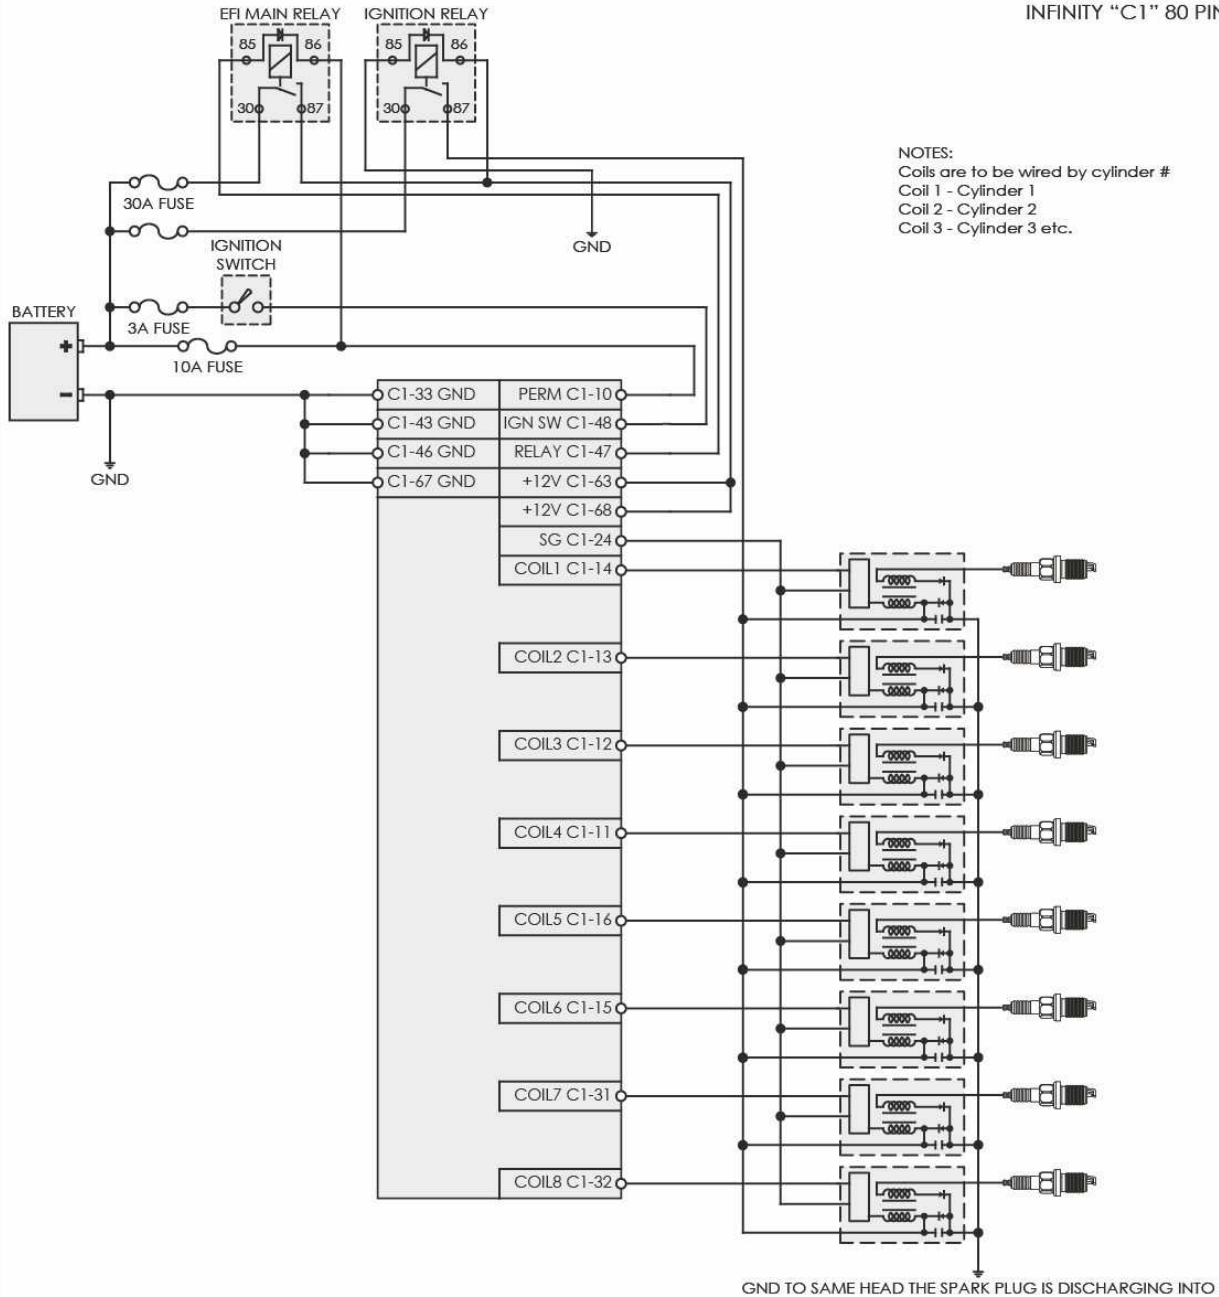 EFI MAIN RELAY
IGNITION RELAY
INFINITY "C1" 80 PIN
85
86
85
86
30
87
30
87
NOTES:
Coils are to be wired by cylinder #
Coil 1 - Cylinder 1
Coil 2 - Cylinder 2
Coil 3 - Cylinder 3 etc.
30A FUSE
GND
IGNITION
SWITCH
BATTERY
3A FUSE
+
10A FUSE
-
C1-33 GND
PERM C1-10
C1-43 GND
IGN SW C1-48
C1-46 GND
RELAY C1-47
GND
C1-67 GND
+12V C1-63
+12V C1-68
SG C1-24
COIL1 C1-14
COIL2 C1-13
COIL3 C1-12
COIL4 C1-11
COIL5 C1-16
COIL6 C1-15
COIL7 C1-31
COIL8 C1-32
GND TO SAME HEAD THE SPARK PLUG IS DISCHARGING INTO